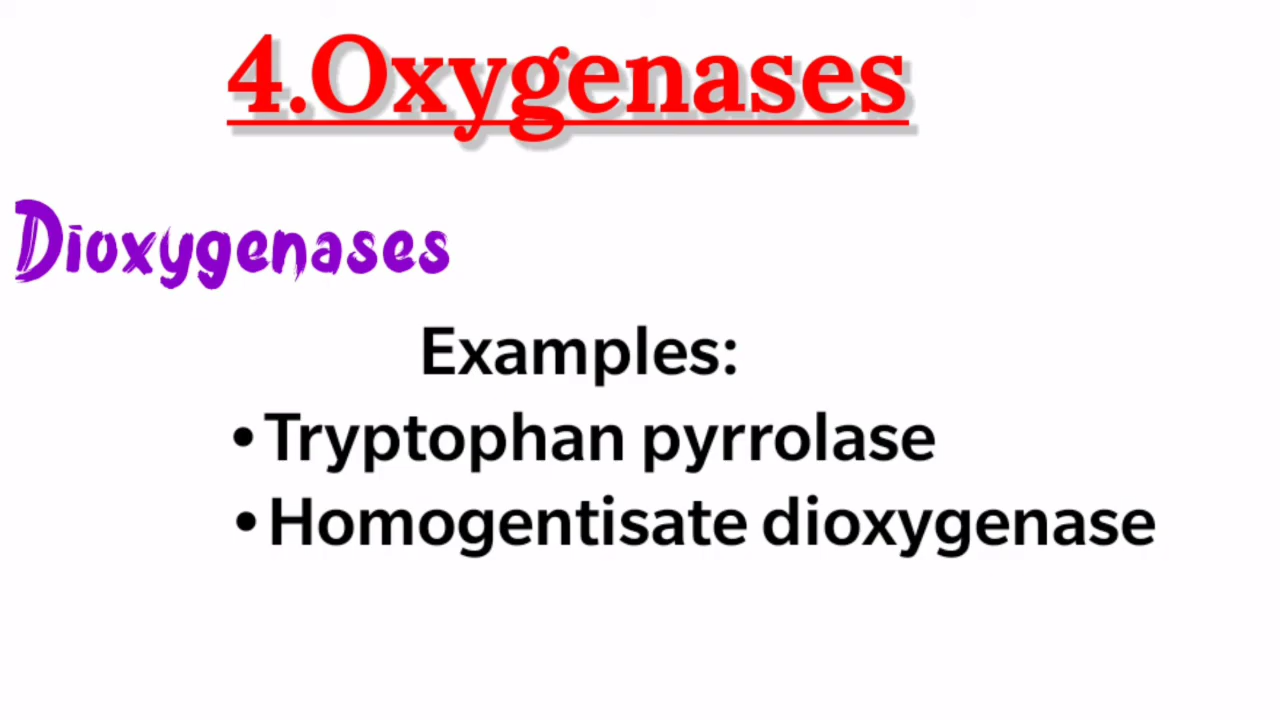 4.Oxygenases
Dioxygenases
Examples:
•Tryptophan pyrrolase
•Homogentisate dioxygenase